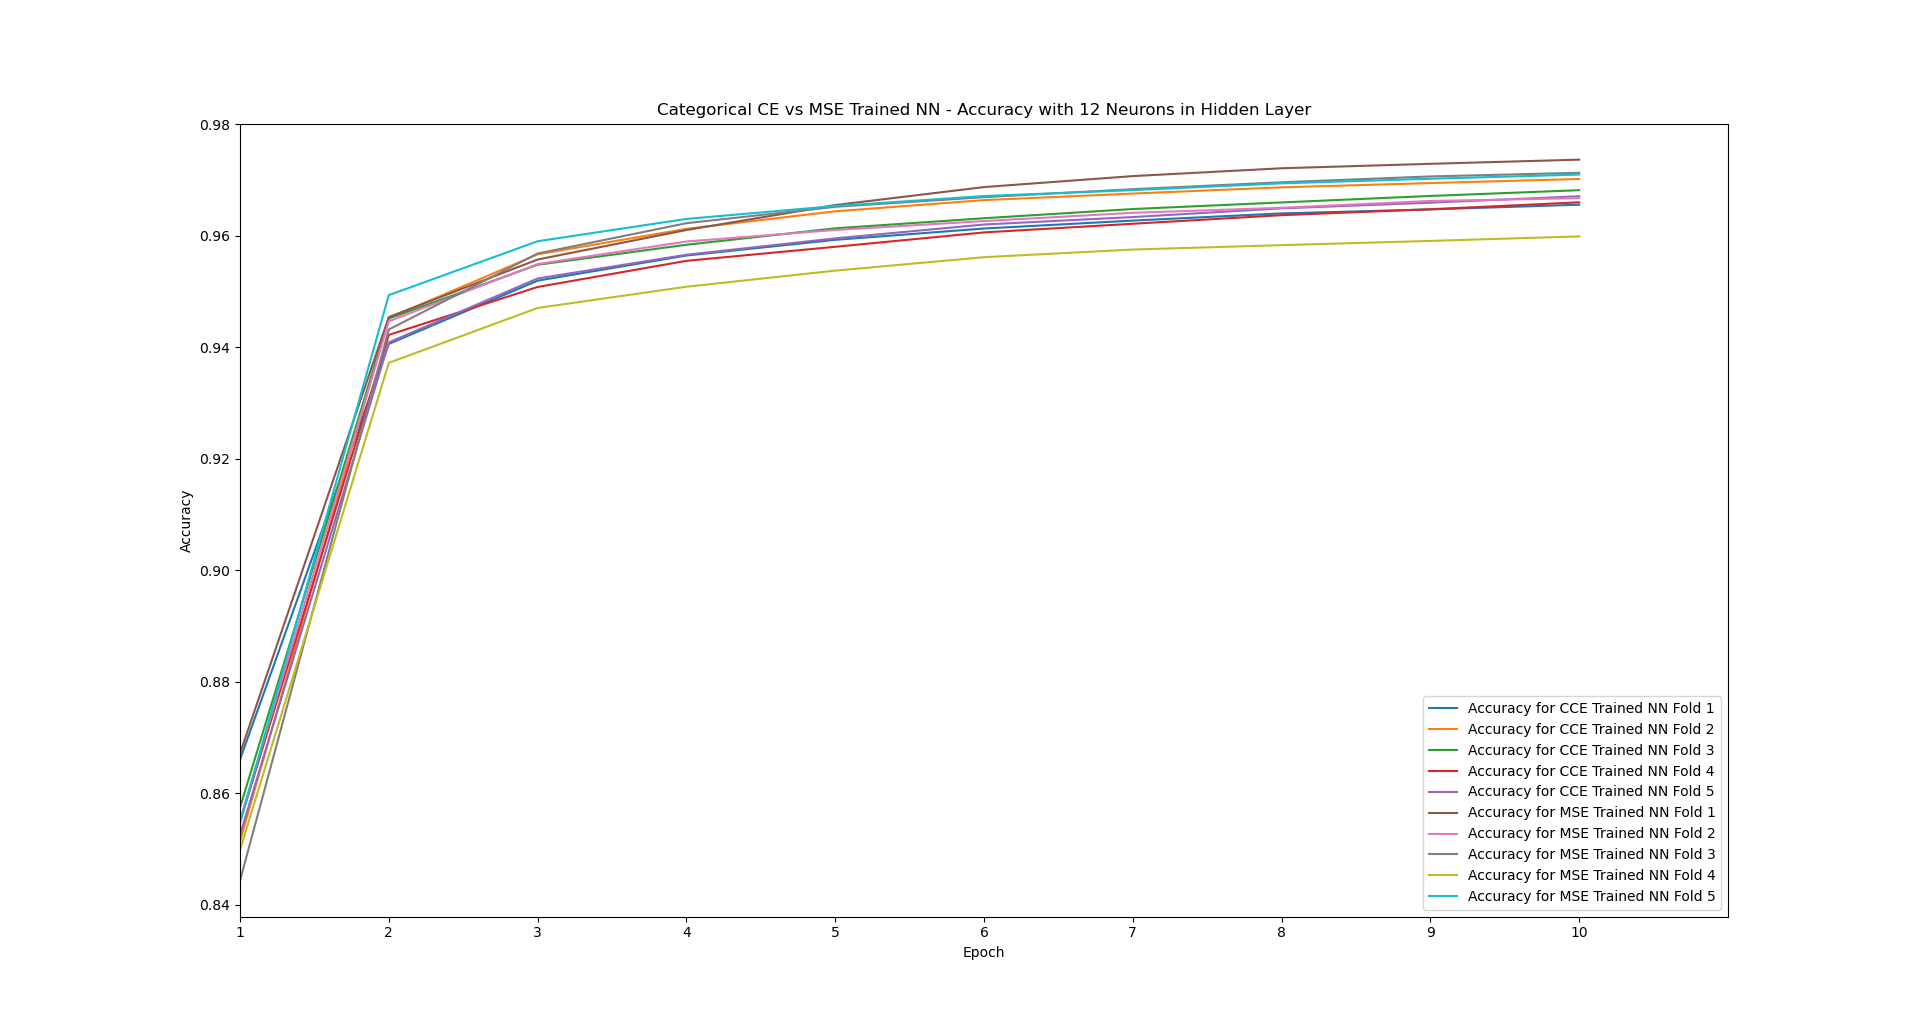 Categorical CE vs MSE Trained NN - Accuracy with 12 Neurons in Hidden Layer
0.98
0.96
0.94
0.92
0.90
0.88
0.86
0.84
Accuracy
1 2 3 4 5 6 7 8 9 10
Epoch
Accuracy for CCE Trained NN Fold 1
Accuracy for CCE Trained NN Fold 2
Accuracy for CCE Trained NN Fold 3
Accuracy for CCE Trained NN Fold 4
Accuracy for CCE Trained NN Fold 5
Accuracy for MSE Trained NN Fold 1
Accuracy for MSE Trained NN Fold 2
Accuracy for MSE Trained NN Fold 3
Accuracy for MSE Trained NN Fold 4
Accuracy for MSE Trained NN Fold 5